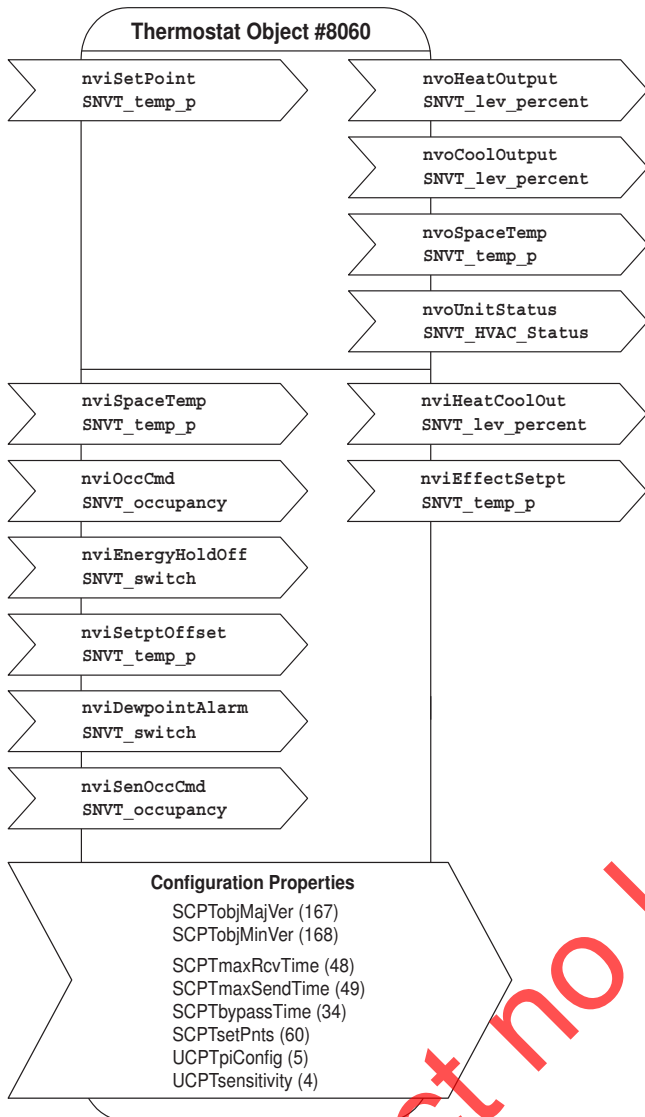 Thermostat Object #8060
nviSetPoint
SNVT_temp_p
nvoHeatOutput
SNVT_lev_percent
nvoCoolOutput
SNVT_lev_percent
nvoSpaceTemp
SNVT_temp_p
nvoUnitStatus
SNVT_HVAC_Status
nviSpaceTemp
SNVT_temp_p
nviHeatCoolOut
SNVT_lev_percent
nviOccCmd
SNVT_occupancy
nviEffectSetpt
SNVT_temp_p
nviEnergyHoldOff
SNVT_switch
nviSetptOffset
SNVT_temp_p
nviDewpointAlarm
SNVT_switch
nviSenOccCmd
SNVT_occupancy
Configuration Properties
SCPTobjMajVer (167)
SCPTobjMinVer (168)
SCPTmaxRcvTime (48)
SCPTmaxSendTime (49)
SCPTbypassTime (34)
SCPTsetPnts (60)
UCPTpiConfig (5)
UCPTsensitivity (4)
no